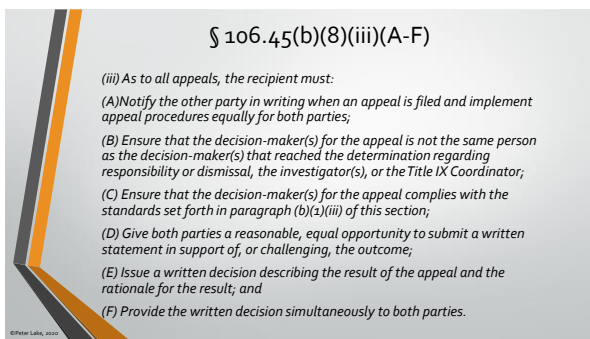 § 106.45(b)(8)(iii)(A-F)
(iii) As to all appeals, the recipient must:
(A)Notify the other party in writing when an appeal is filed and implement
appeal procedures equally for both parties;
(B) Ensure that the decision-maker(s) for the appeal is not the same person
as the decision-maker(s) that reached the determination regarding
responsibility or dismissal, the investigator(s), or the Title IX Coordinator;
(C) Ensure that the decision-maker(s) for the appeal complies with the
standards set forth in paragraph (b)(1)(iii) of this section;
(D) Give both parties a reasonable, equal opportunity to submit a written
statement in support of, or challenging, the outcome;
(E) Issue a written decision describing the result of the appeal and the
rationale for the result; and
(F) Provide the written decision simultaneously to both parties.
©Peter Lake, 2020